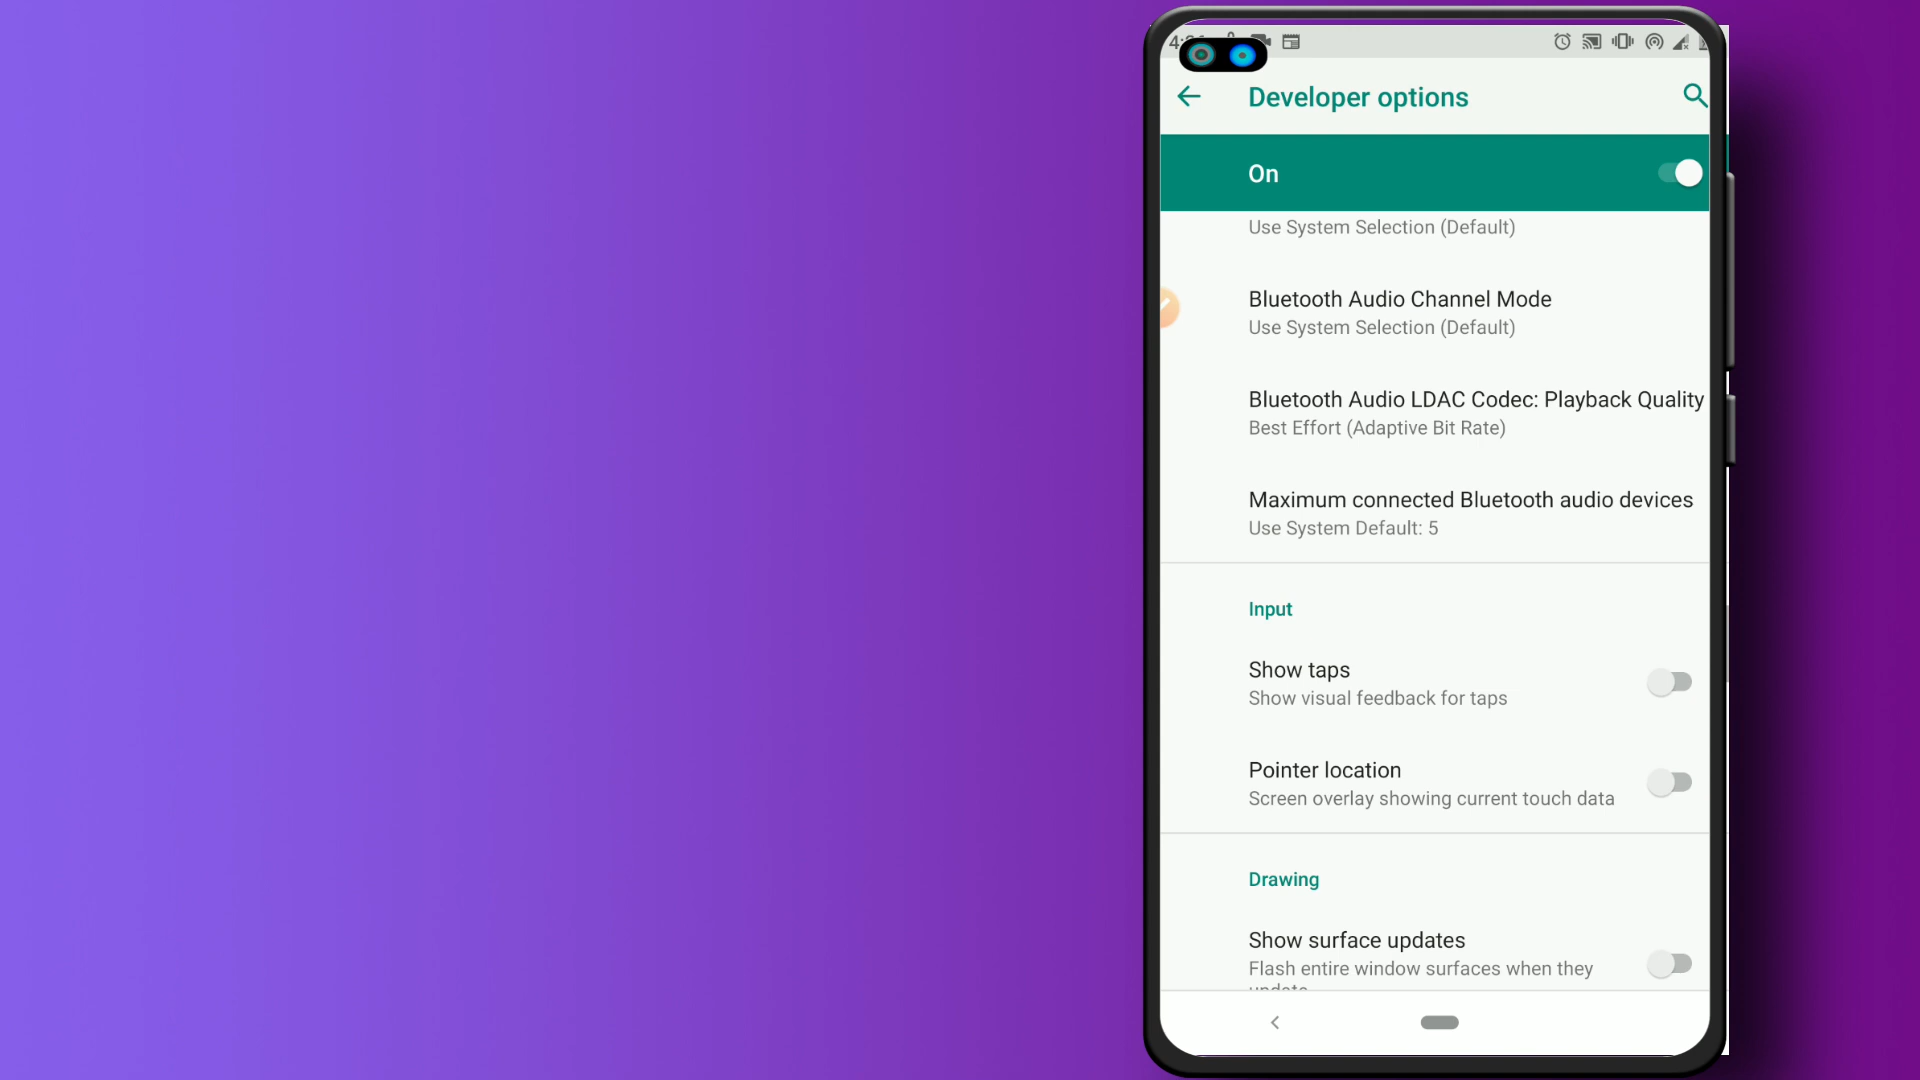 Developer options
On
Use System Selection (Default)
Bluetooth Audio Channel Mode
Use System Selection (Default)
Bluetooth Audio LDAC Codec: Playback Quality
Best Effort (Adaptive Bit Rate)
Maximum connected Bluetooth audio devices
Use System Default: 5
Input
Show taps
Show visual feedback for taps
Pointer location
Screen overlay showing current touch data
Drawing
Show surface updates
Flash entire window surfaces when they
update